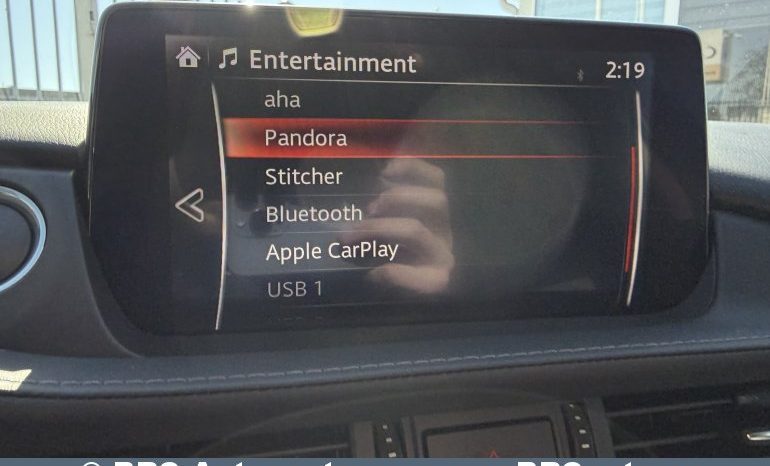 Entertainment
2:19
aha
Pandora
Stitcher
Bluetooth
Apple CarPlay
USB 1